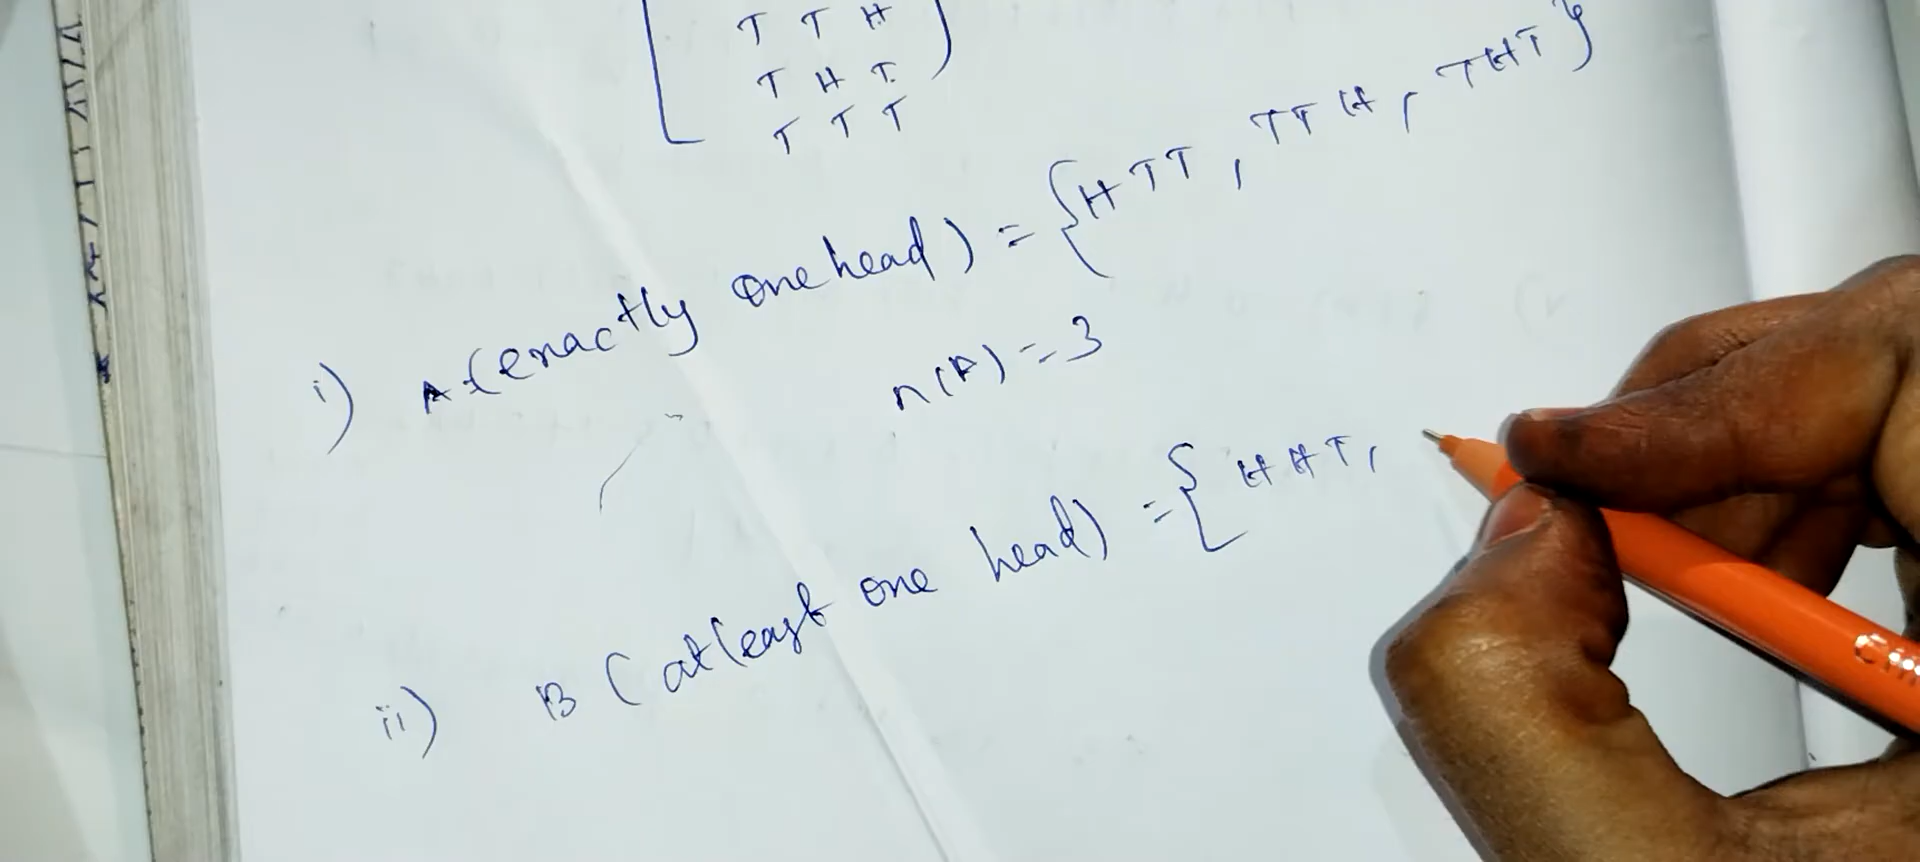 T T H
T H T
T T T
i) A (exactly one head) = {HTT, TTH, THT}
n(A) = 3
ii) B (atleast one head) = { HHT,